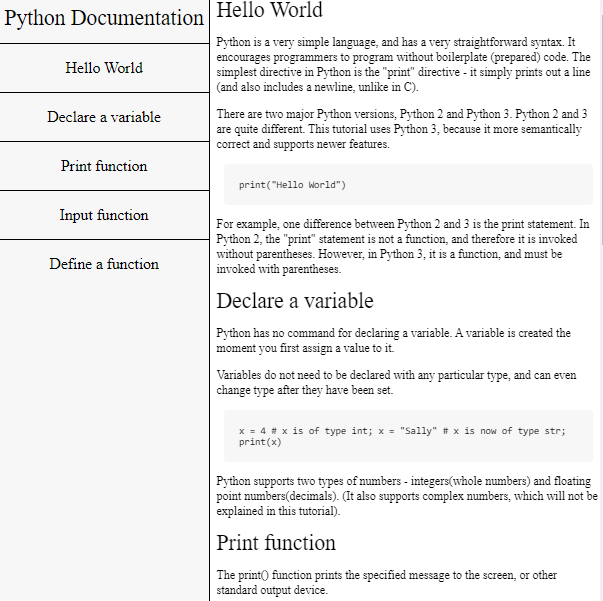 Python Documentation
Hello World
Declare a variable
Print function
Input function
Define a function
Hello World
Python is a very simple language, and has a very straightforward syntax. It
encourages programmers to program without boilerplate (prepared) code. The
simplest directive in Python is the "print" directive - it simply prints out a line
(and also includes a newline, unlike in C).
There are two major Python versions, Python 2 and Python 3. Python 2 and 3
are quite different. This tutorial uses Python 3, because it more semantically
correct and supports newer features.
print("Hello World")
For example, one difference between Python 2 and 3 is the print statement. In
Python 2, the "print" statement is not a function, and therefore it is invoked
without parentheses. However, in Python 3, it is a function, and must be
invoked with parentheses.
Declare a variable
Python has no command for declaring a variable. A variable is created the
moment you first assign a value to it.
Variables do not need to be declared with any particular type, and can even
change type after they have been set.
x = 4 # x is of type int; x = "Sally" # x is now of type str;
print(x)
Python supports two types of numbers - integers(whole numbers) and floating
point numbers(decimals). (It also supports complex numbers, which will not be
explained in this tutorial).
Print function
The print() function prints the specified message to the screen, or other
standard output device.